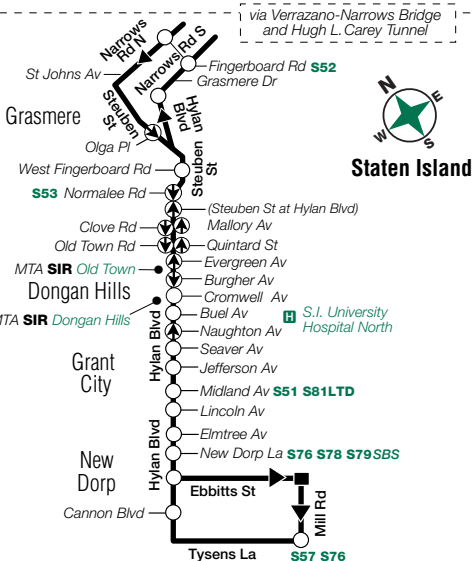 via Verrazano-Narrows Bridge
and Hugh L. Carey Tunnel
Narrows
Rd N
Narrows Rd S
St Johns Av
Fingerboard Rd S52
Grasmere Dr
Steuben
St
Hylan
Blvd
Grasmere
Olga Pl
Steuben
St
West Fingerboard Rd
N
E
W
S
Staten Island
S53 Normalee Rd
(Steuben St at Hylan Blvd)
Clove Rd
Mallory Av
Old Town Rd
Quintard St
MTA SIR Old Town
Evergreen Av
Burgher Av
Dongan Hills
Cromwell Av
MTA SIR Dongan Hills
Buel Av
H S.I. University
Hospital North
Hylan Blvd
Naughton Av
Seaver Av
Grant
City
Jefferson Av
Midland Av S51 S81LTD
Lincoln Av
Hylan Blvd
Elmtree Av
New Dorp La S76 S78 S79SBS
New
Dorp
Ebbitts St
Mill Rd
Cannon Blvd
Tysens La
S57 S76